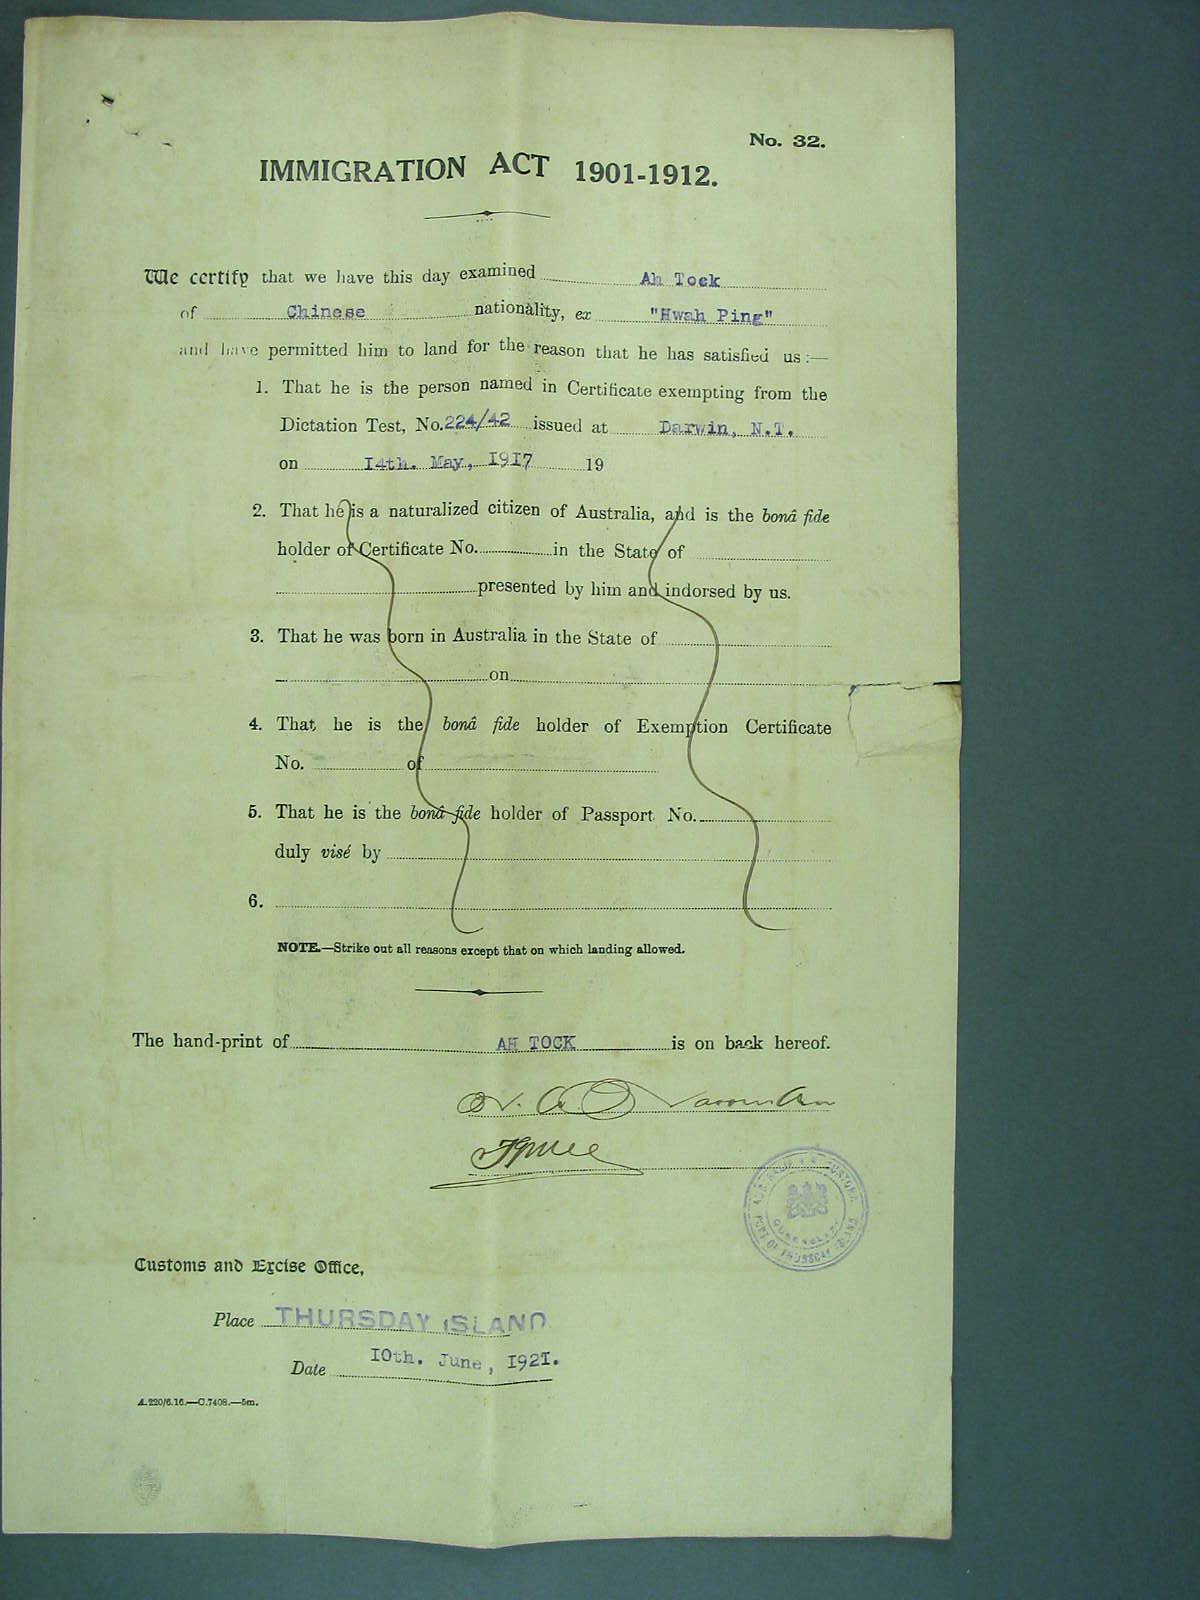 No. 32.
IMMIGRATION ACT 1901-1912.
We certify that we have this day examined Ah Tock
of Chinese nationality, ex "Hwah Ping"
and have permitted him to land for the reason that he has satisfied us:—
1. That he is the person named in Certificate exempting from the
Dictation Test, No. 224/42 issued at Darwin, N.T.
on 14th. May, 1917 19
2. That he is a naturalized citizen of Australia, and is the bonâ fide
holder of Certificate No. in the State of
presented by him and indorsed by us.
3. That he was born in Australia in the State of
on
4. That he is the bonâ fide holder of Exemption Certificate
No. of
5. That he is the bonâ fide holder of Passport No.
duly visé by
6.
NOTE.—Strike out all reasons except that on which landing allowed.
The hand-print of AH TOCK is on back hereof.
QUEENSLAND
Customs and Excise Office,
Place THURSDAY ISLAND
Date 10th. June, 1921.
A.220/6.16.—C.7408.—5m.